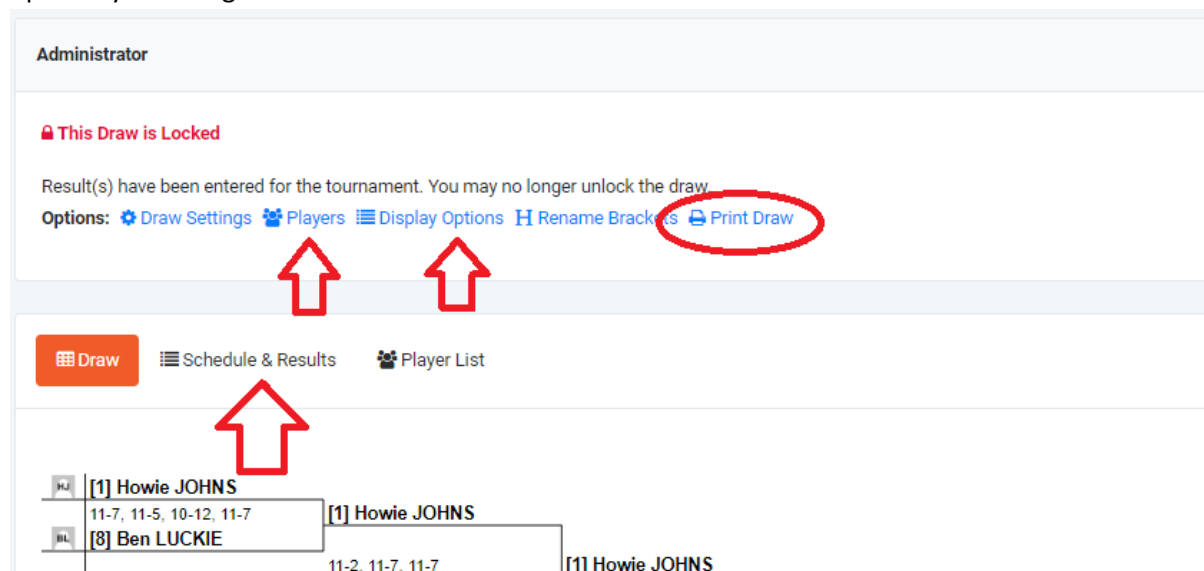 Administrator
This Draw is Locked
Result(s) have been entered for the tournament. You may no longer unlock the draw.
Options: Draw Settings Players Display Options H Rename Brackets Print Draw
Draw Schedule & Results Player List
HJ [1] Howie JOHNS
11-7, 11-5, 10-12, 11-7 [1] Howie JOHNS
BL [8] Ben LUCKIE
11-2, 11-7, 11-7 [1] Howie JOHNS